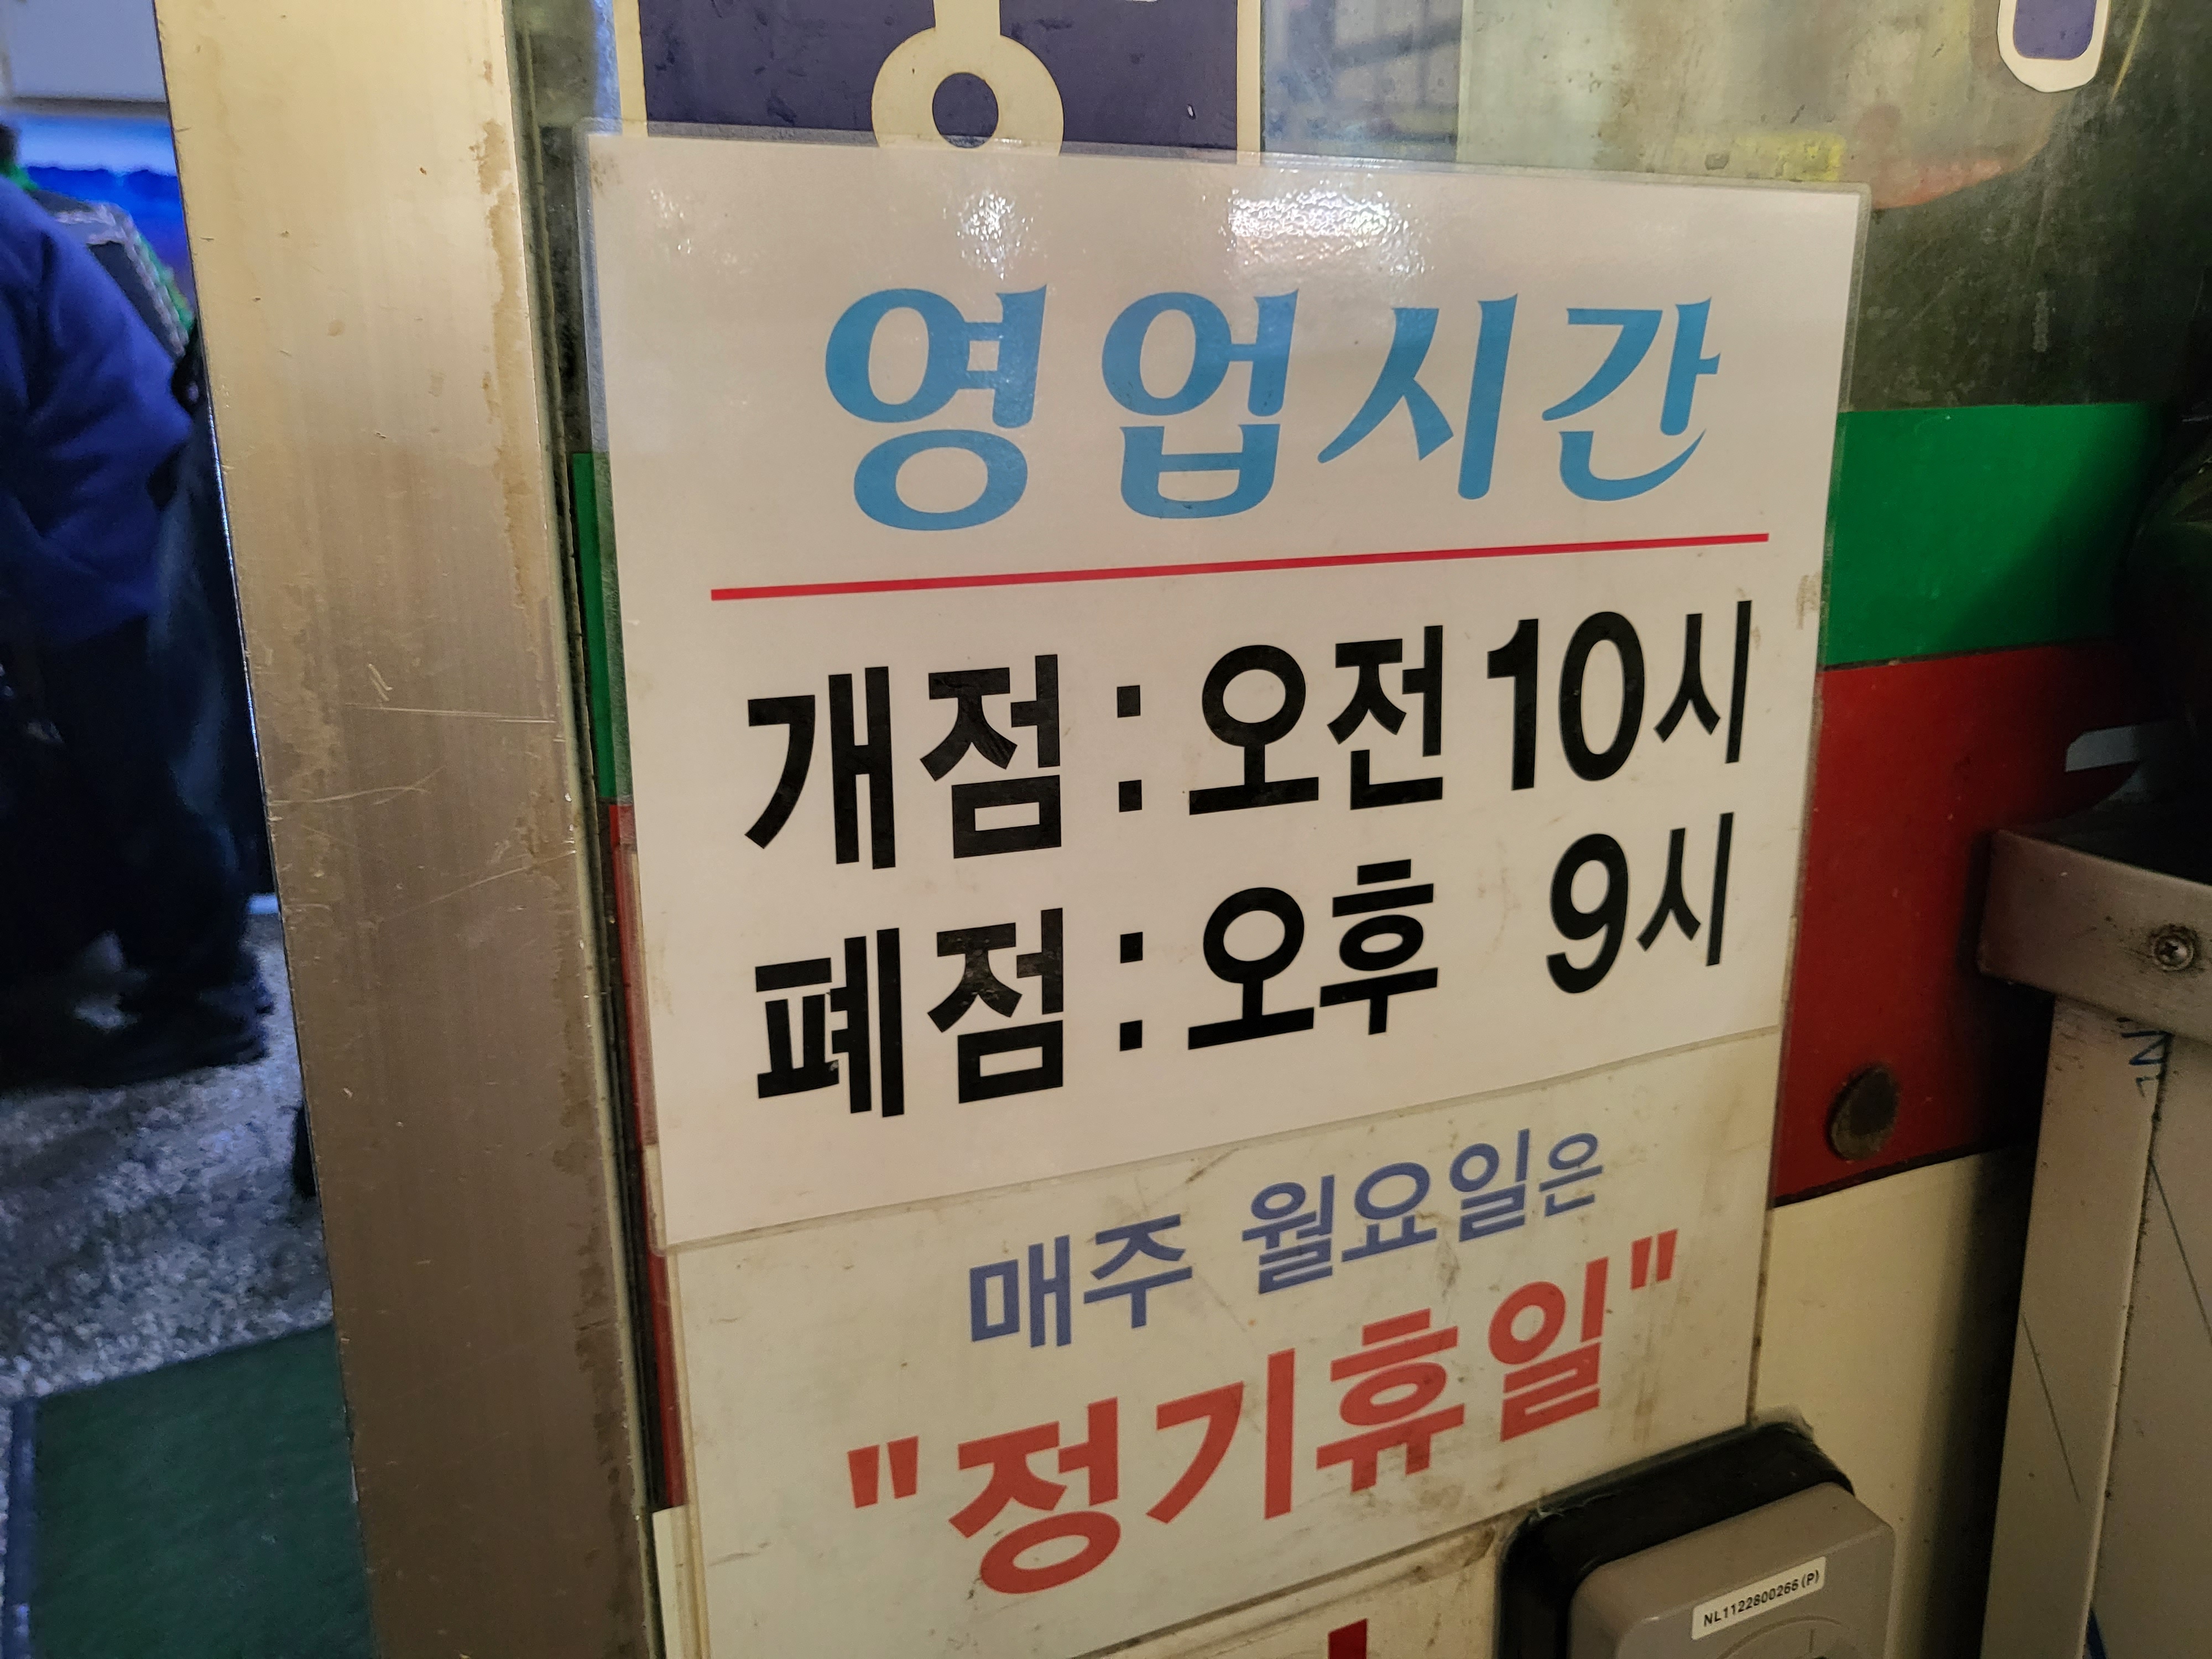 영업시간
개점 : 오전 10시
폐점 : 오후 9시
매주 월요일은
"정기휴일"
NL1122800266 (P)